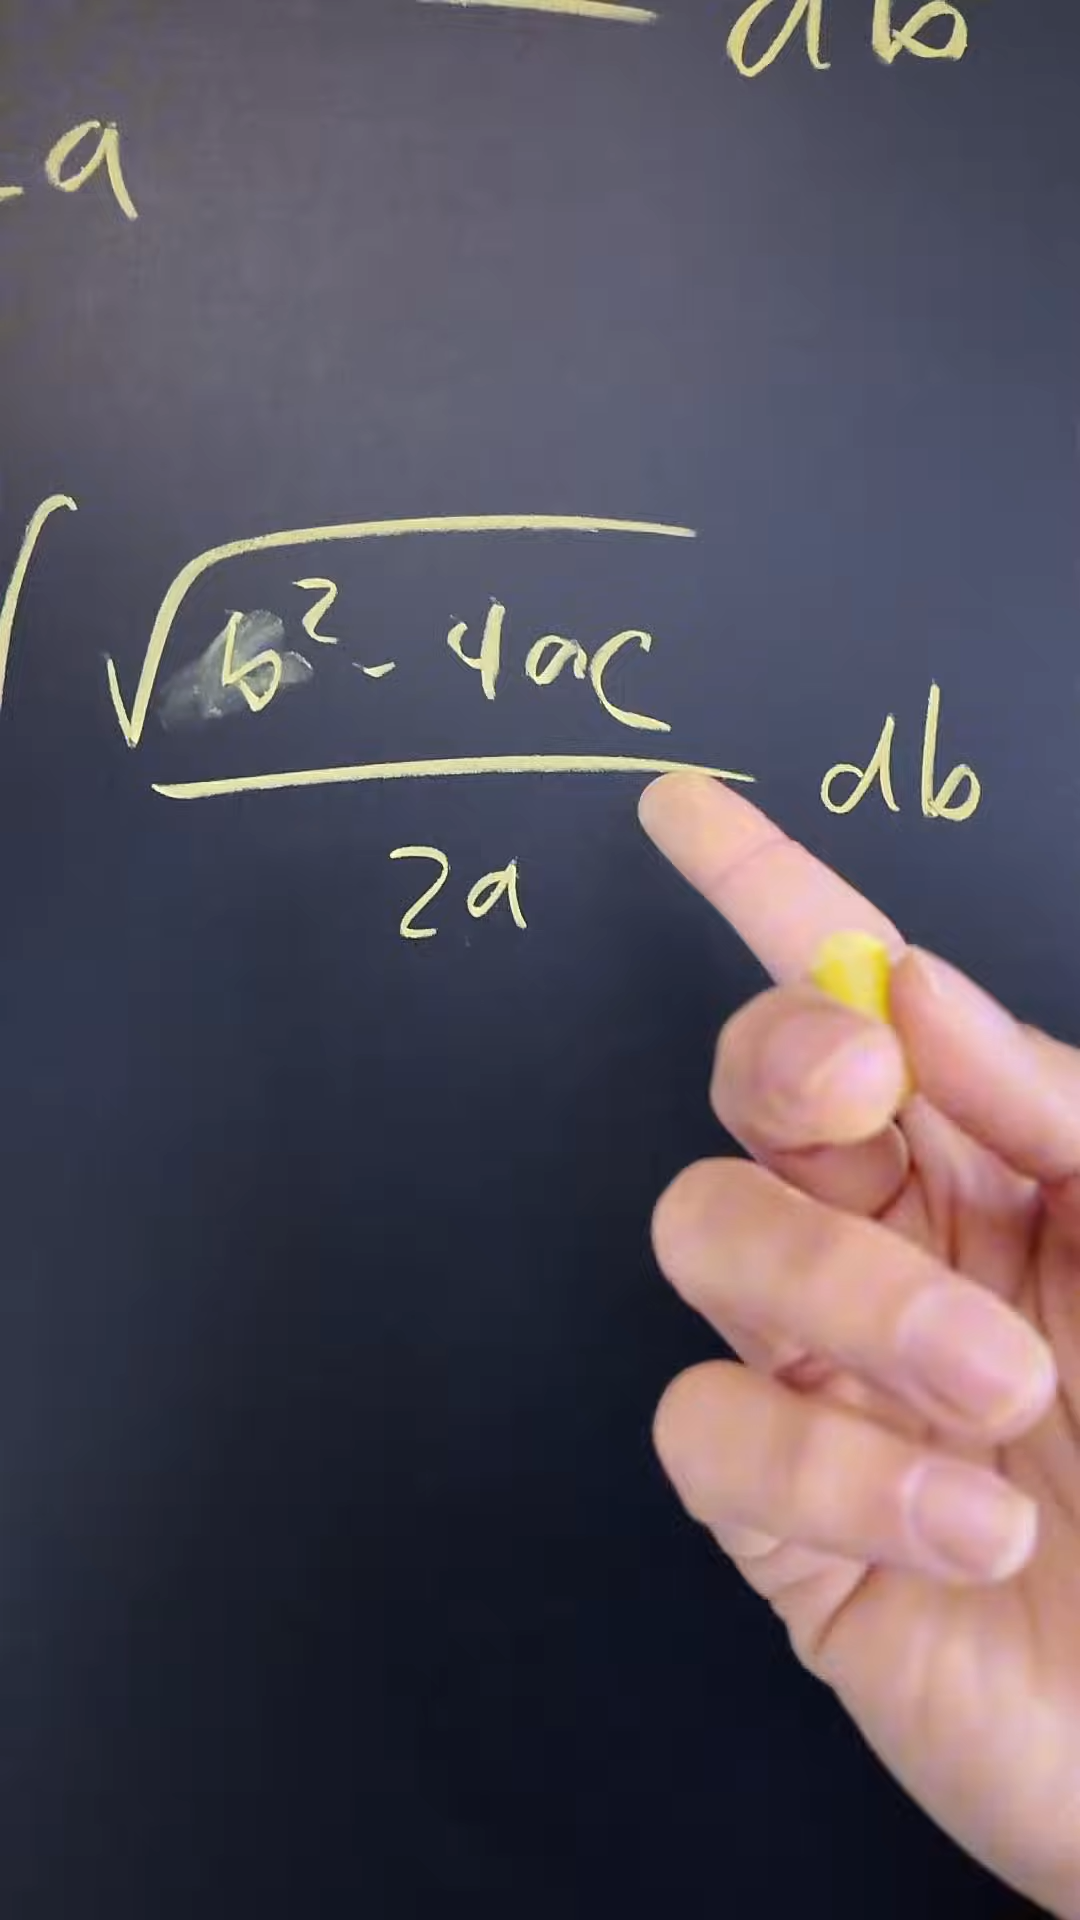 db
-a
∫ √(b² - 4ac) / 2a db